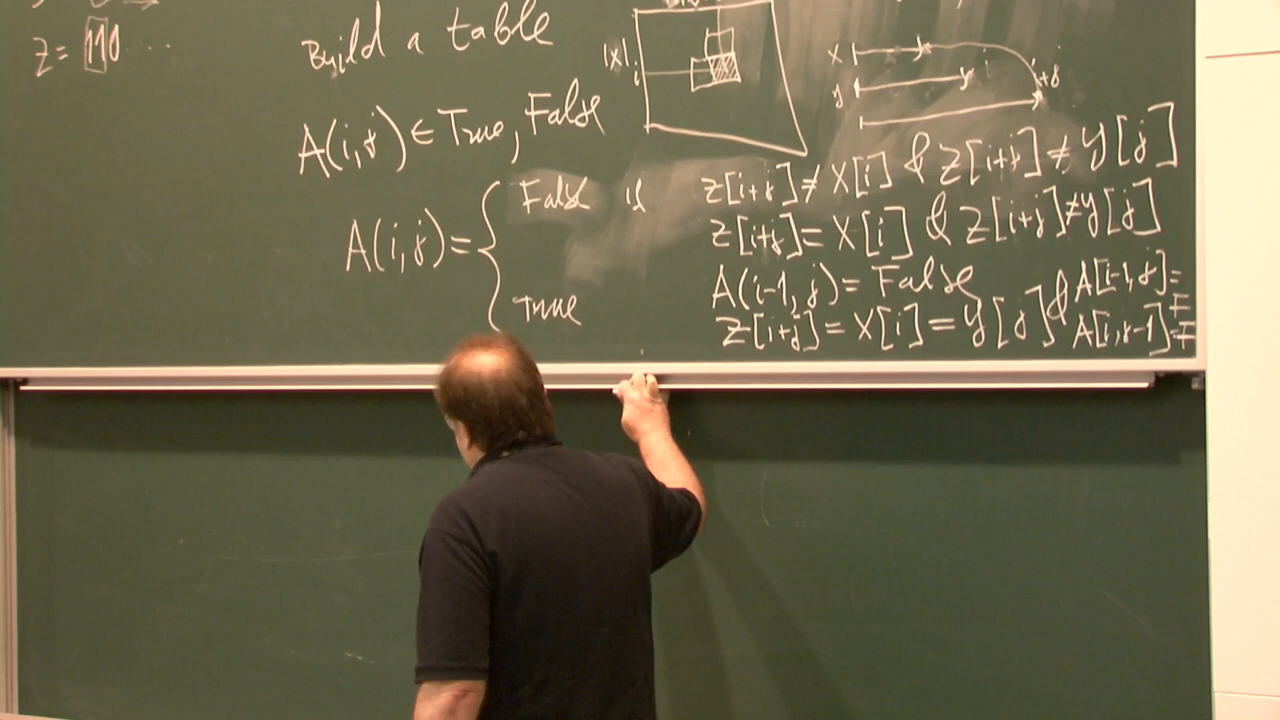 z = 110 ...
Build a table
|x|
i
x
y
i
i+j
A(i,j) ∈ True, False
A(i,j) = {
False if z[i+j] ≠ X[i] & z[i+j] ≠ y[j]
z[i+j] = X[i] & z[i+j] ≠ y[j]
A(i-1, j) = False
z[i+j] = X[i] = y[j] & A[i-1,j] = F
A[i,j-1] = F
True